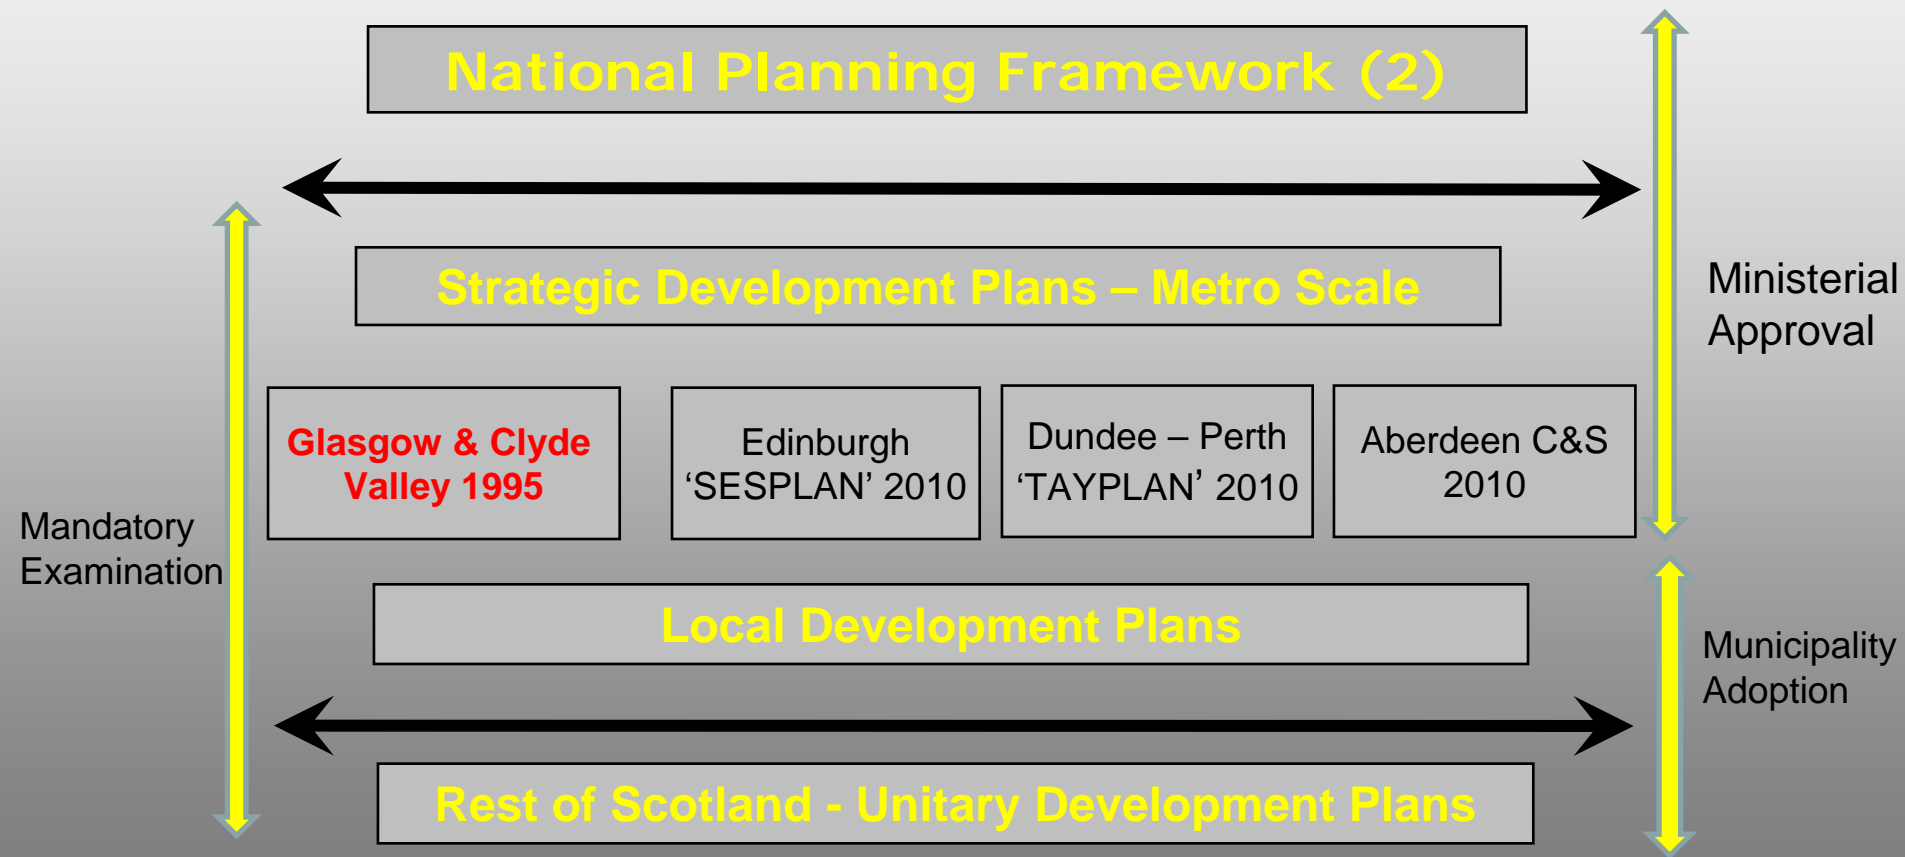 National Planning Framework (2)
Strategic Development Plans – Metro Scale
Ministerial
Approval
Glasgow & Clyde
Valley 1995
Edinburgh
‘SESPLAN’ 2010
Dundee – Perth
‘TAYPLAN’ 2010
Aberdeen C&S
2010
Mandatory
Examination
Local Development Plans
Municipality
Adoption
Rest of Scotland - Unitary Development Plans